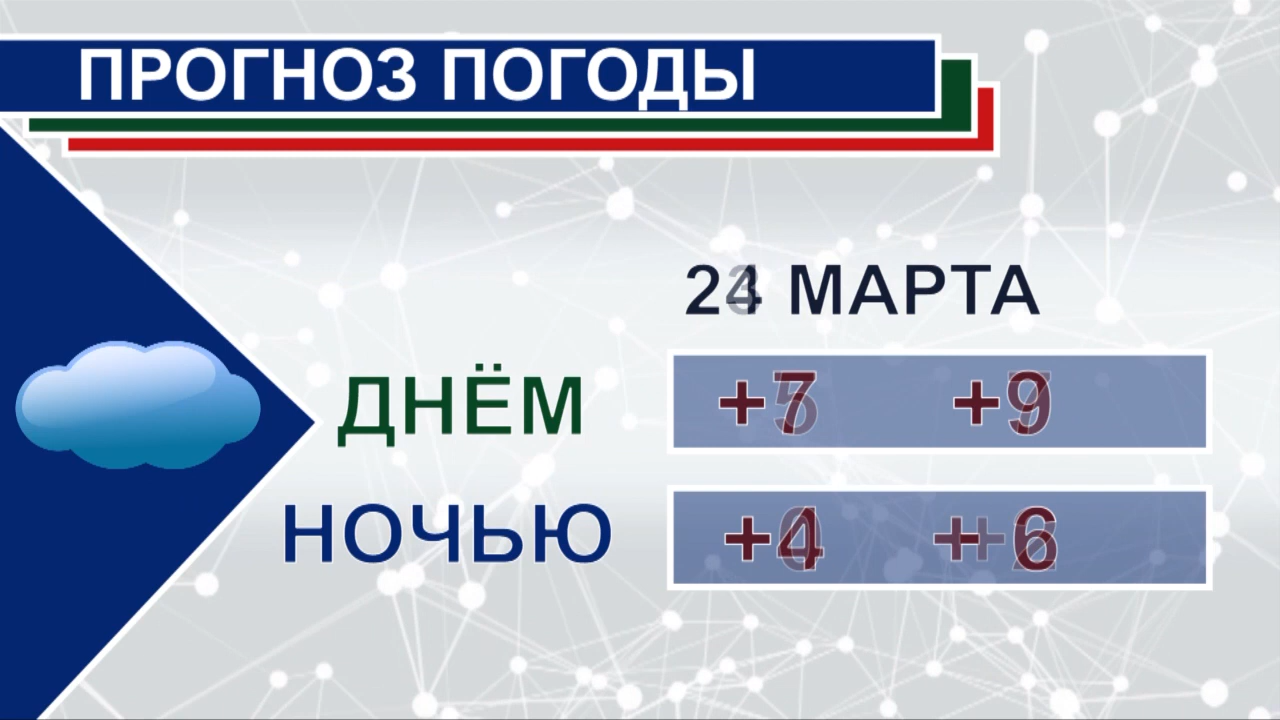 ПРОГНОЗ ПОГОДЫ
24 МАРТА
ДНЁМ +7 +9
НОЧЬЮ +4 +6